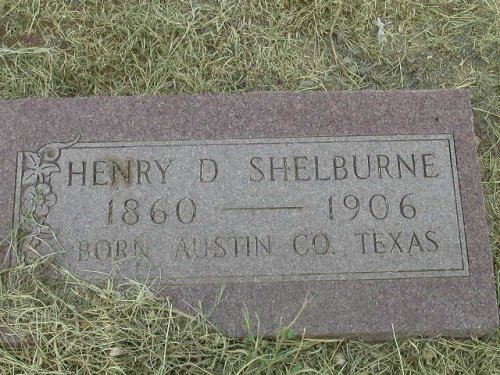 HENRY D SHELBURNE
1860 — 1906
BORN AUSTIN CO. TEXAS